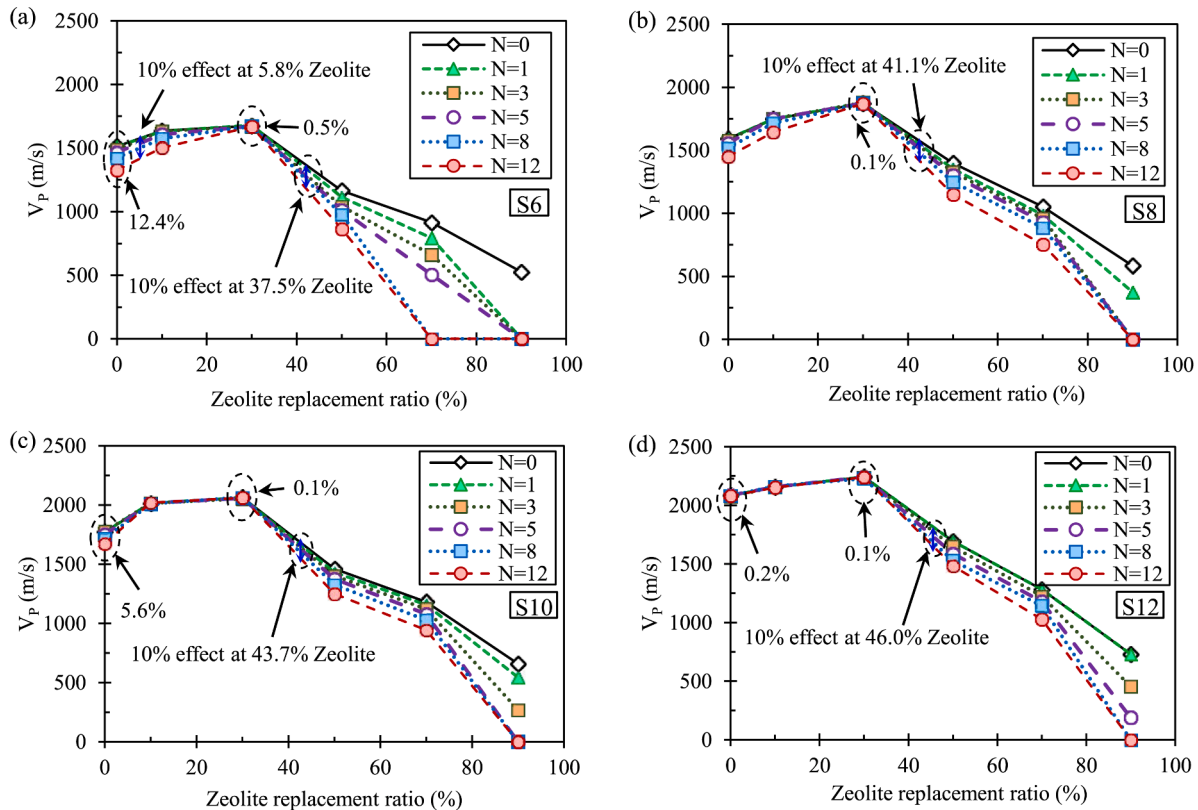 (a)
2500
2000
1500
1000
500
0
V_P (m/s)
0 20 40 60 80 100
Zeolite replacement ratio (%)
10% effect at 5.8% Zeolite
0.5%
12.4%
10% effect at 37.5% Zeolite
N=0
N=1
N=3
N=5
N=8
N=12
S6
(b)
2500
2000
1500
1000
500
0
V_P (m/s)
0 20 40 60 80 100
Zeolite replacement ratio (%)
10% effect at 41.1% Zeolite
0.1%
N=0
N=1
N=3
N=5
N=8
N=12
S8
(c)
2500
2000
1500
1000
500
0
V_P (m/s)
0 20 40 60 80 100
Zeolite replacement ratio (%)
0.1%
5.6%
10% effect at 43.7% Zeolite
N=0
N=1
N=3
N=5
N=8
N=12
S10
(d)
2500
2000
1500
1000
500
0
V_P (m/s)
0 20 40 60 80 100
Zeolite replacement ratio (%)
0.2%
0.1%
10% effect at 46.0% Zeolite
N=0
N=1
N=3
N=5
N=8
N=12
S12